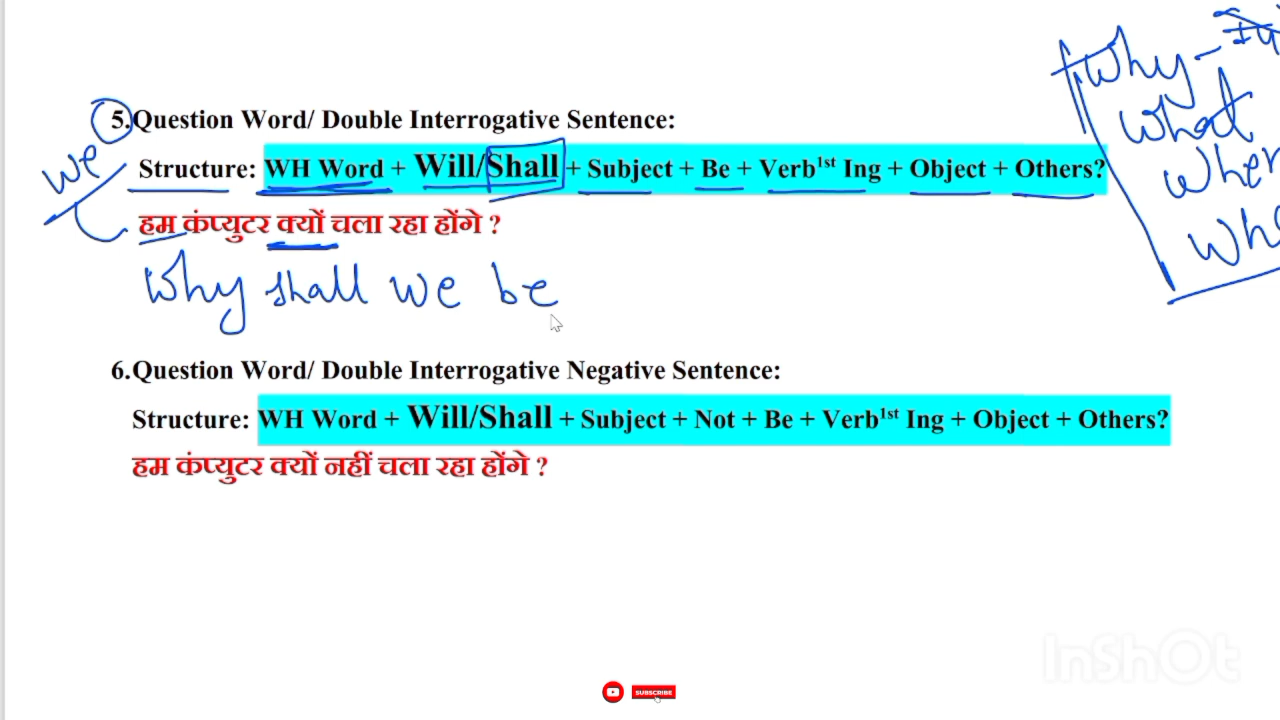 5.Question Word/ Double Interrogative Sentence:
we
Structure: WH Word + Will/Shall + Subject + Be + Verb1st Ing + Object + Others?
हम कंप्युटर क्यों चला रहा होंगे ?
Why shall we be
Why -
what
6.Question Word/ Double Interrogative Negative Sentence:
Structure: WH Word + Will/Shall + Subject + Not + Be + Verb1st Ing + Object + Others?
हम कंप्युटर क्यों नहीं चला रहा होंगे ?
InShOt
SUBSCRIBE